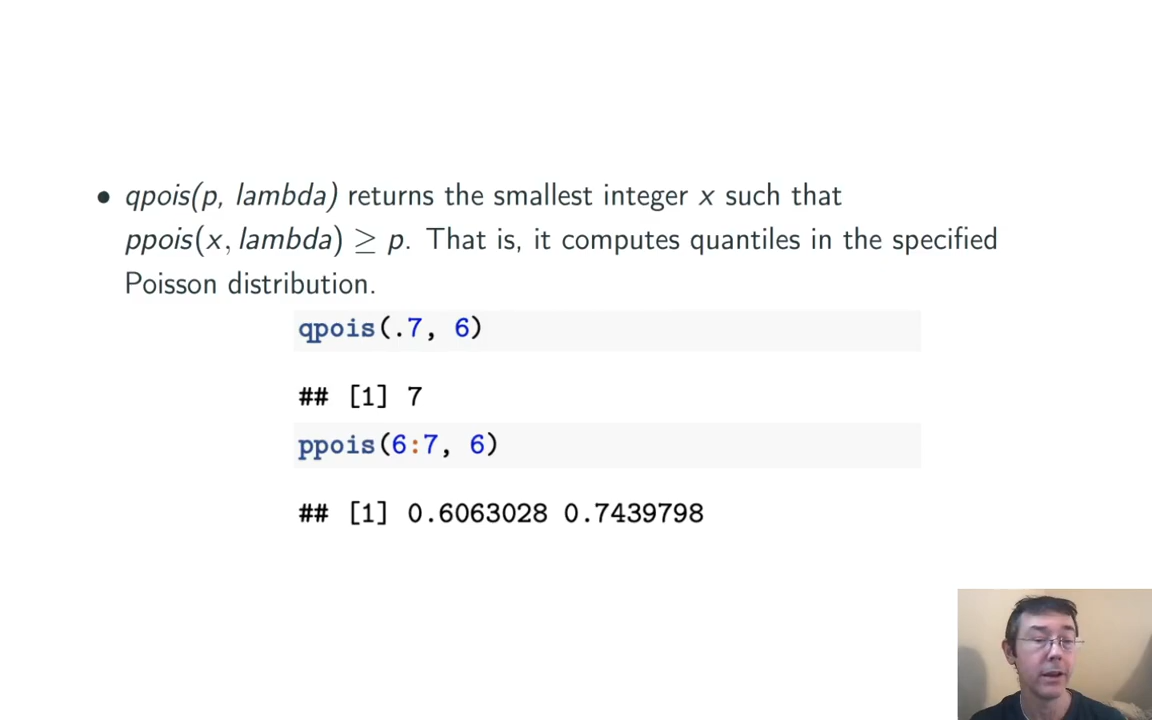 • qpois(p, lambda) returns the smallest integer x such that
ppois(x, lambda) ≥ p. That is, it computes quantiles in the specified
Poisson distribution.
qpois(.7, 6)
## [1] 7
ppois(6:7, 6)
## [1] 0.6063028 0.7439798